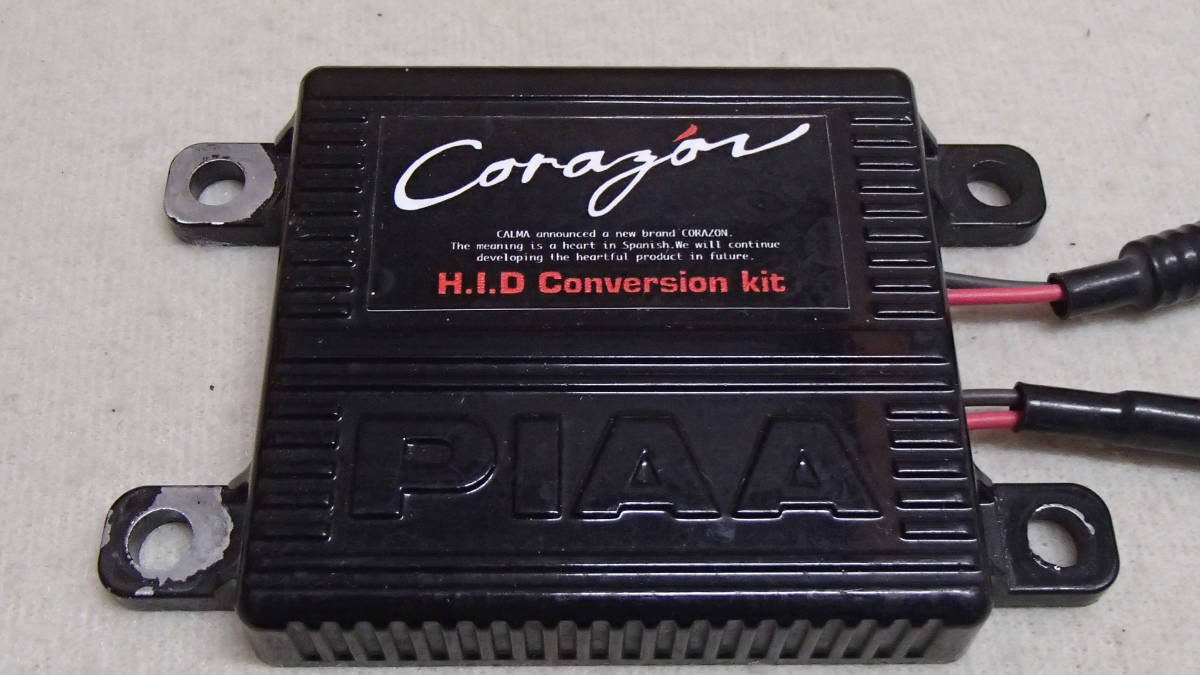 Corazón
CALMA announced a new brand CORAZON.
The meaning is a heart in Spanish.We will continue
developing the heartful product in future.
H.I.D Conversion kit
PIAA